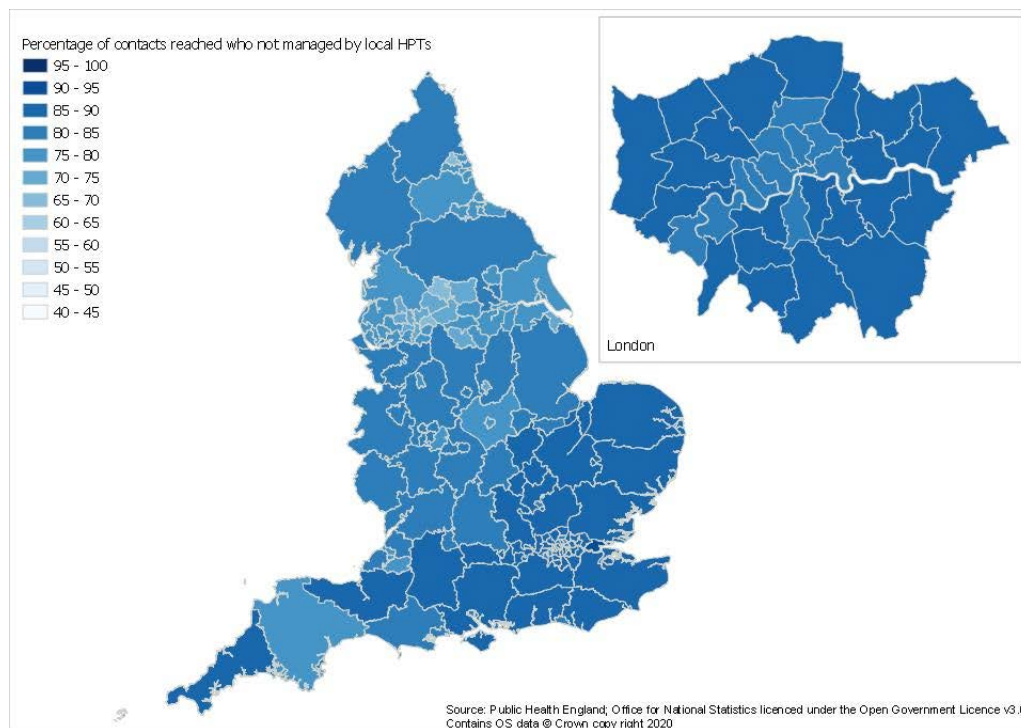 Percentage of contacts reached who not managed by local HPTs
95 - 100
90 - 95
85 - 90
80 - 85
75 - 80
70 - 75
65 - 70
60 - 65
55 - 60
50 - 55
45 - 50
40 - 45
London
Source: Public Health England; Office for National Statistics licenced under the Open Government Licence v3.
Contains OS data © Crown copy right 2020